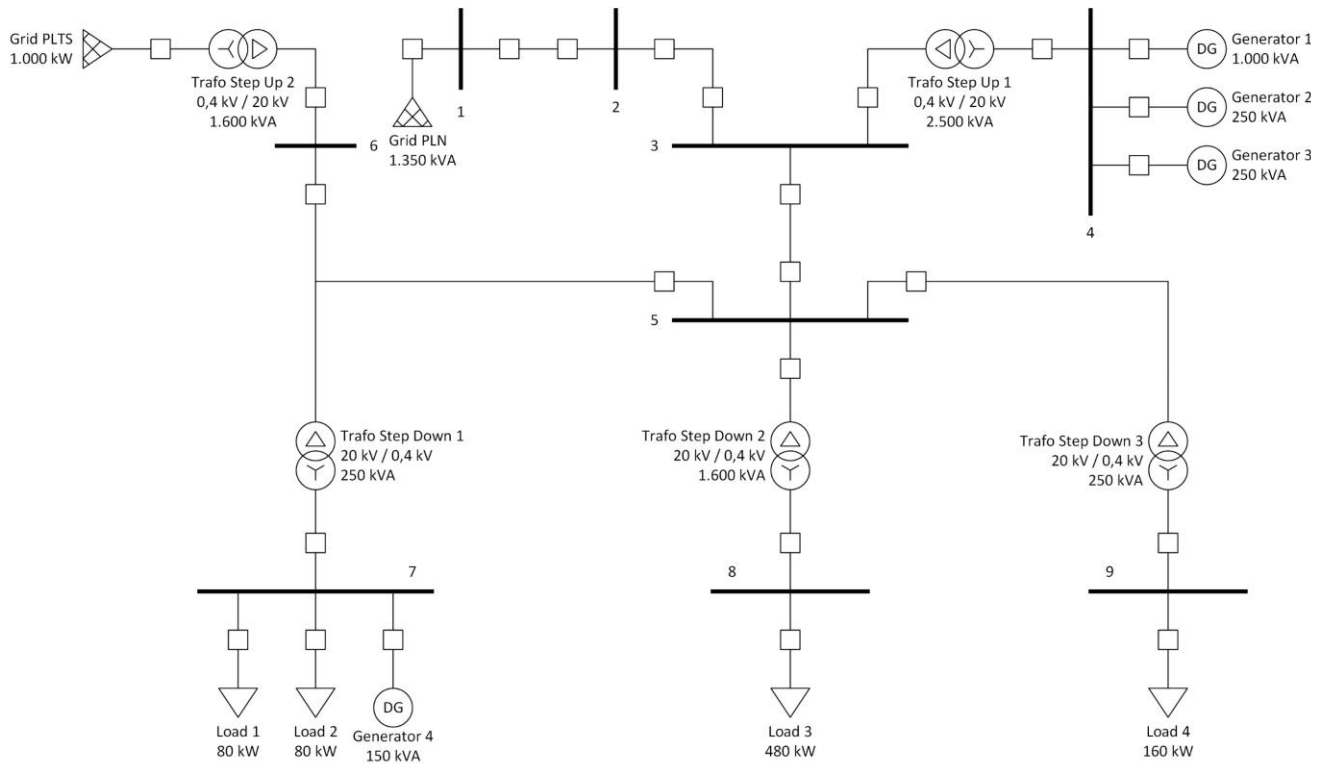 Grid PLTS
1.000 kW
Trafo Step Up 2
0,4 kV / 20 kV
1.600 kVA
6
Grid PLN
1.350 kVA
1
2
3
Trafo Step Up 1
0,4 kV / 20 kV
2.500 kVA
DG
Generator 1
1.000 kVA
DG
Generator 2
250 kVA
DG
Generator 3
250 kVA
4
5
Trafo Step Down 1
20 kV / 0,4 kV
250 kVA
Trafo Step Down 2
20 kV / 0,4 kV
1.600 kVA
Trafo Step Down 3
20 kV / 0,4 kV
250 kVA
7
8
9
Load 1
80 kW
Load 2
80 kW
DG
Generator 4
150 kVA
Load 3
480 kW
Load 4
160 kW